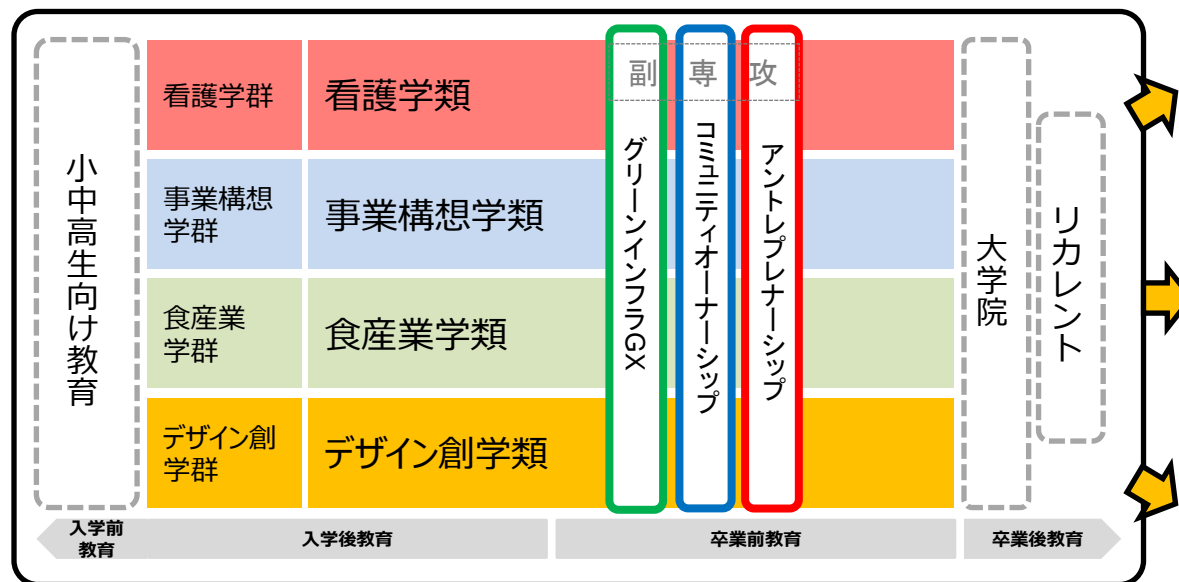 小中高生向け教育
看護学群
看護学類
事業構想
学群
事業構想学類
食産業
学群
食産業学類
デザイン創
学群
デザイン創学類
副専攻
グリーンインフラGX
コミュニティオーナーシップ
アントレプレナーシップ
大学院
リカレント
入学前
教育
入学後教育
卒業前教育
卒業後教育